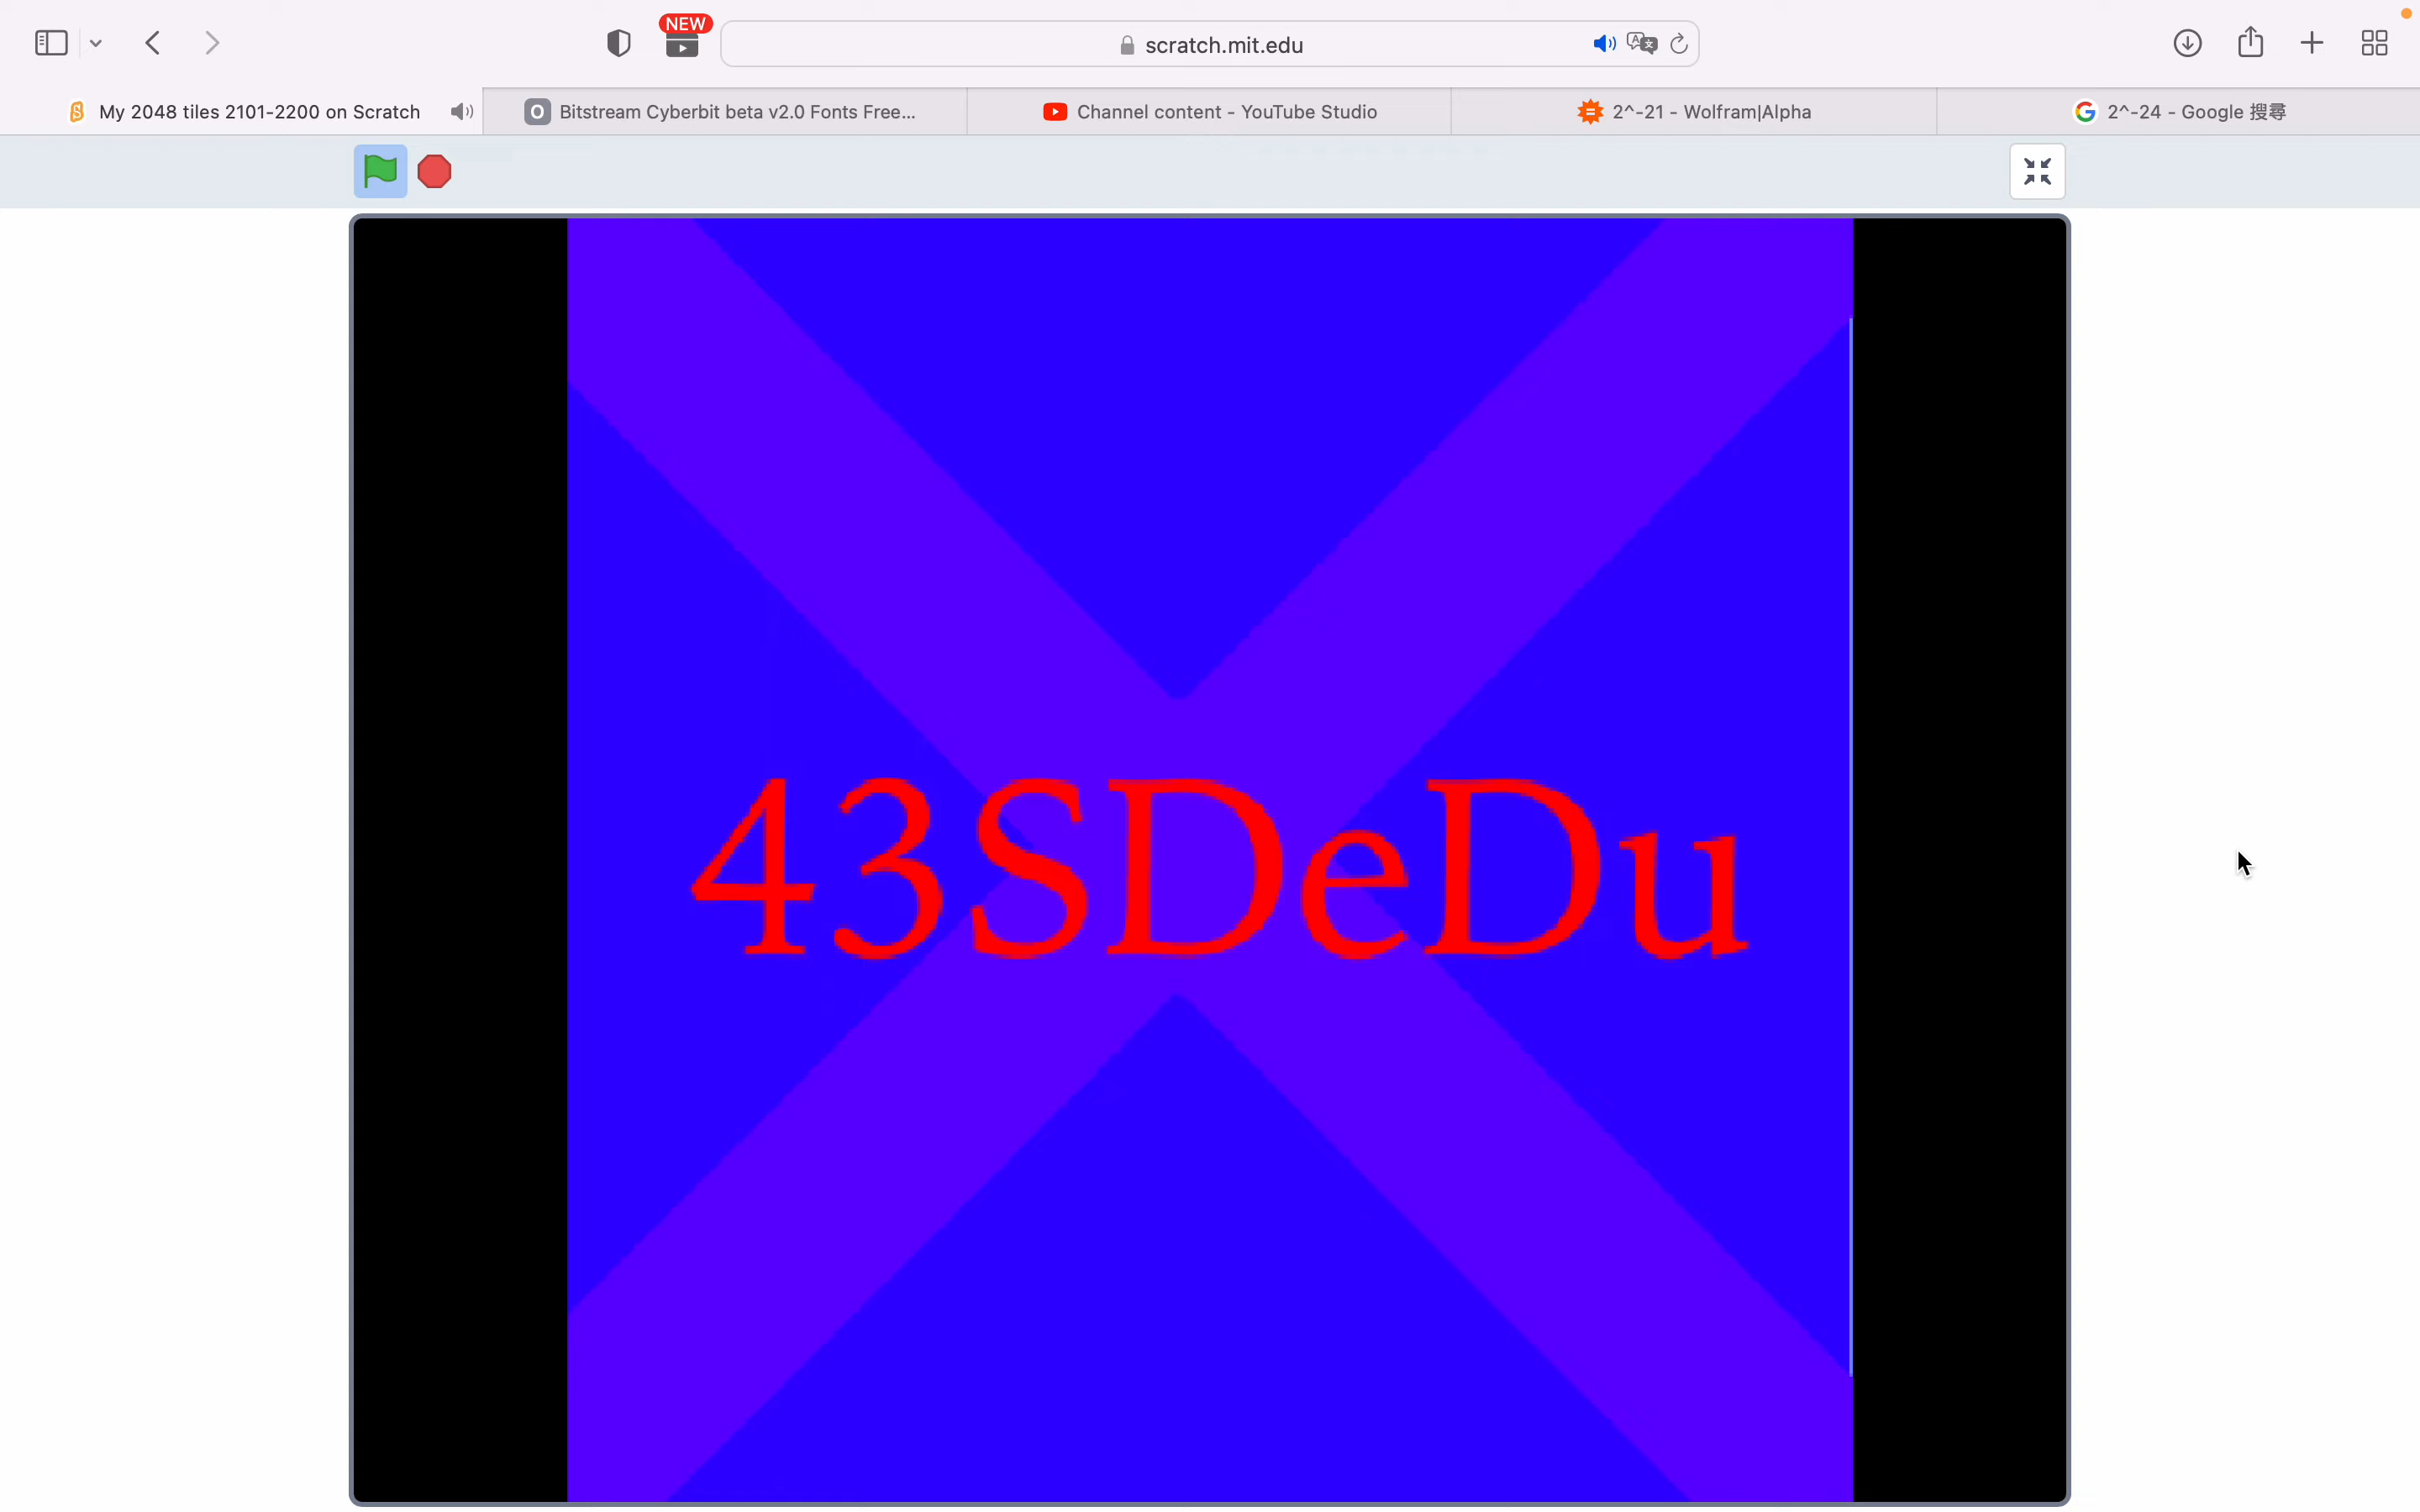 NEW
scratch.mit.edu
My 2048 tiles 2101-2200 on Scratch
O Bitstream Cyberbit beta v2.0 Fonts Free...
Channel content - YouTube Studio
2^-21 - Wolfram|Alpha
2^-24 - Google 搜尋
43SDeDu